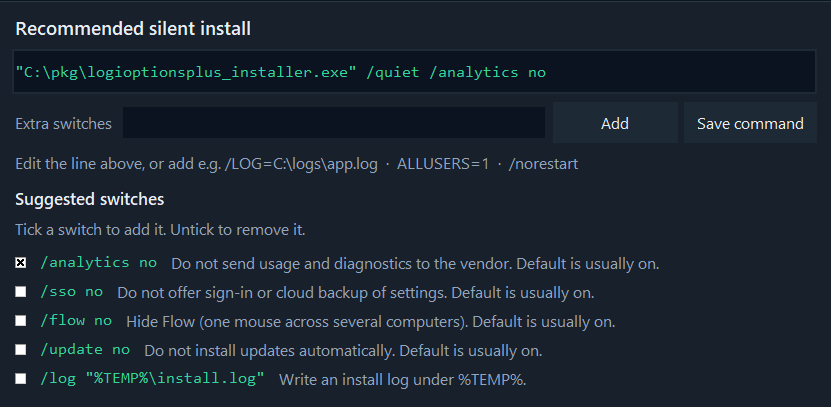 Recommended silent install
"C:\pkg\logioptionsplus_installer.exe" /quiet /analytics no
Extra switches
Add
Save command
Edit the line above, or add e.g. /LOG=C:\logs\app.log · ALLUSERS=1 · /norestart
Suggested switches
Tick a switch to add it. Untick to remove it.
/analytics no Do not send usage and diagnostics to the vendor. Default is usually on.
/sso no Do not offer sign-in or cloud backup of settings. Default is usually on.
/flow no Hide Flow (one mouse across several computers). Default is usually on.
/update no Do not install updates automatically. Default is usually on.
/log "%TEMP%\install.log" Write an install log under %TEMP%.